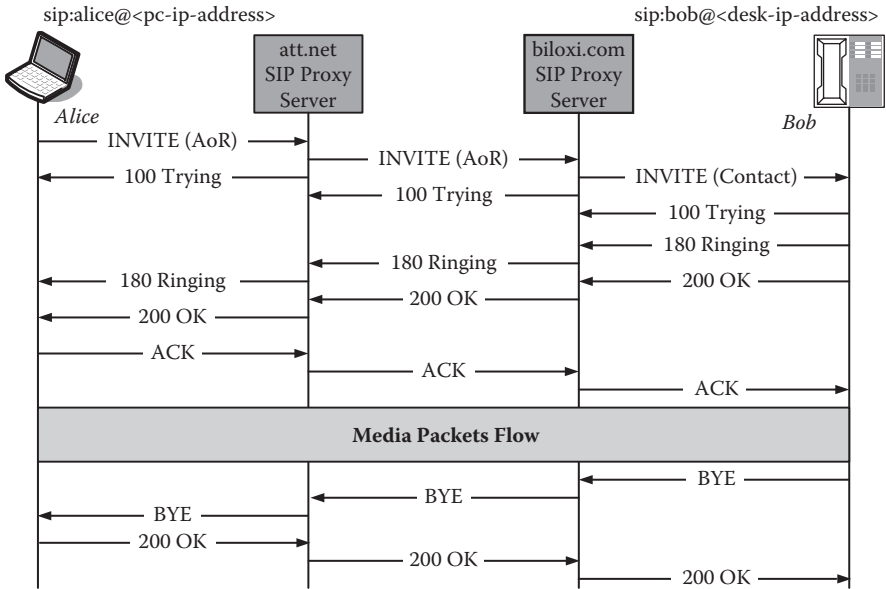 sip:alice@<pc-ip-address>
sip:bob@<desk-ip-address>
att.net
SIP Proxy
Server
biloxi.com
SIP Proxy
Server
Alice
Bob
INVITE (AoR)
INVITE (AoR)
100 Trying
INVITE (Contact)
100 Trying
100 Trying
180 Ringing
180 Ringing
180 Ringing
200 OK
200 OK
200 OK
ACK
ACK
ACK
Media Packets Flow
BYE
BYE
BYE
200 OK
200 OK
200 OK